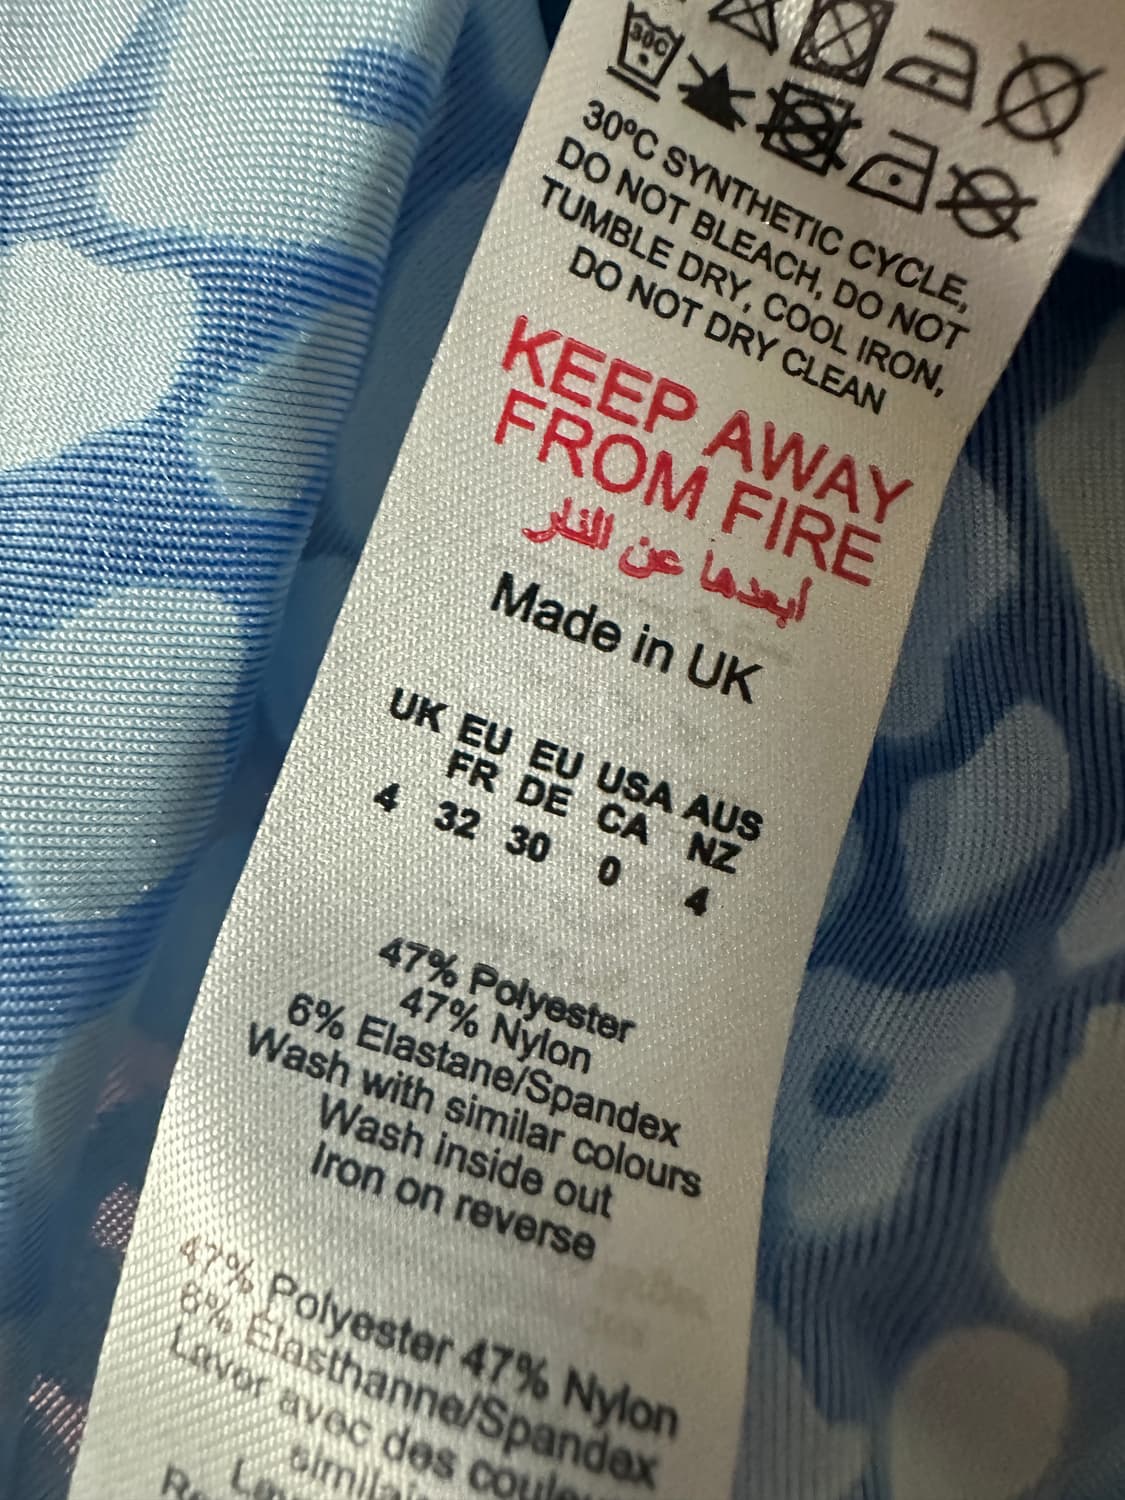 30C
30ºC SYNTHETIC CYCLE,
DO NOT BLEACH, DO NOT
TUMBLE DRY, COOL IRON,
DO NOT DRY CLEAN
KEEP AWAY
FROM FIRE
أبعدها عن النار
Made in UK
UK EU EU USA AUS
FR DE CA NZ
4 32 30 0 4
47% Polyester
47% Nylon
6% Elastane/Spandex
Wash with similar colours
Wash inside out
Iron on reverse
47% Polyester 47% Nylon
6% Elasthanne/Spandex
Laver avec des